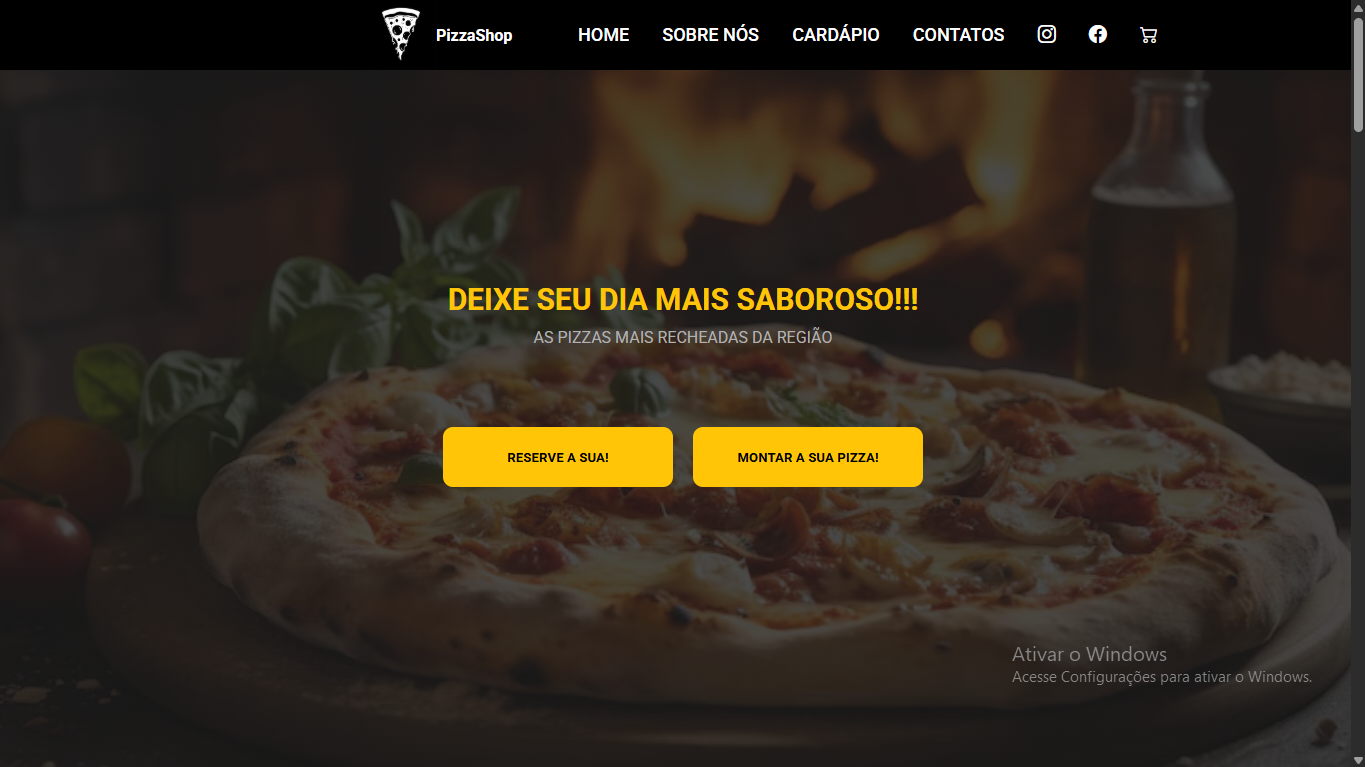 PizzaShop
HOME
SOBRE NÓS
CARDÁPIO
CONTATOS
DEIXE SEU DIA MAIS SABOROSO!!!
AS PIZZAS MAIS RECHEADAS DA REGIÃO
RESERVE A SUA!
MONTAR A SUA PIZZA!
Ativar o Windows
Acesse Configurações para ativar o Windows.